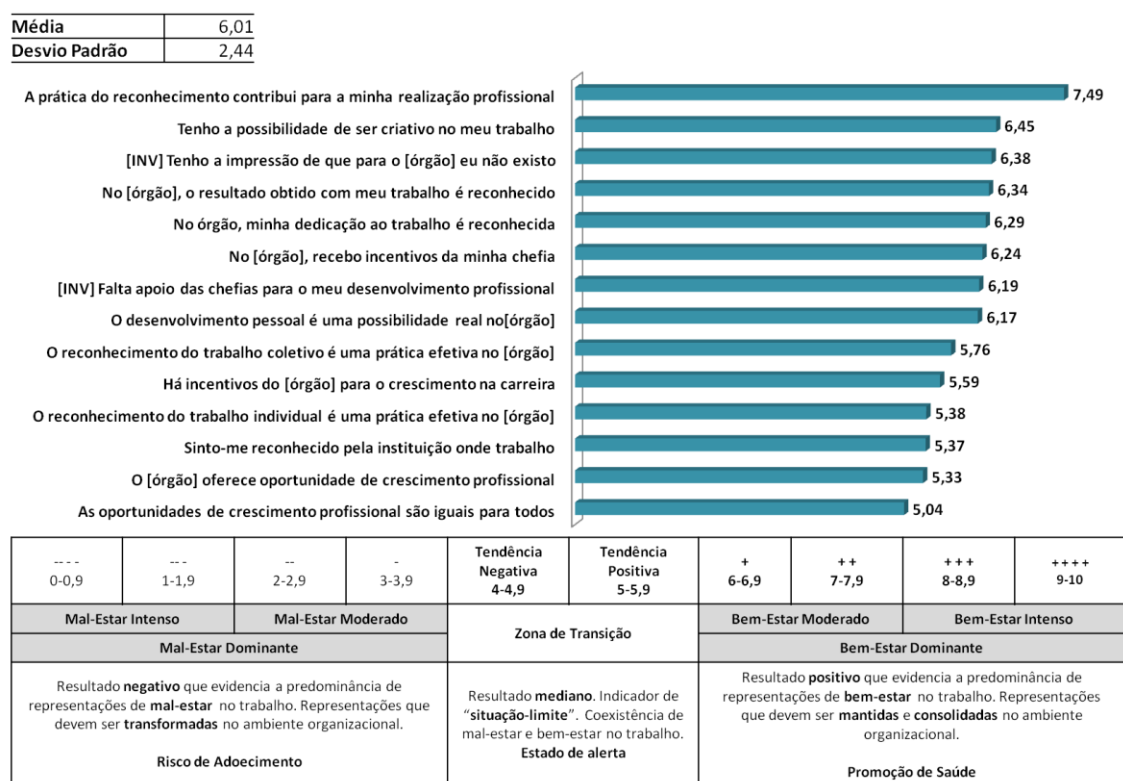 Média 6,01
Desvio Padrão 2,44
A prática do reconhecimento contribui para a minha realização profissional 7,49
Tenho a possibilidade de ser criativo no meu trabalho 6,45
[INV] Tenho a impressão de que para o [órgão] eu não existo 6,38
No [órgão], o resultado obtido com meu trabalho é reconhecido 6,34
No órgão, minha dedicação ao trabalho é reconhecida 6,29
No [órgão], recebo incentivos da minha chefia 6,24
[INV] Falta apoio das chefias para o meu desenvolvimento profissional 6,19
O desenvolvimento pessoal é uma possibilidade real no[órgão] 6,17
O reconhecimento do trabalho coletivo é uma prática efetiva no [órgão] 5,76
Há incentivos do [órgão] para o crescimento na carreira 5,59
O reconhecimento do trabalho individual é uma prática efetiva no [órgão] 5,38
Sinto-me reconhecido pela instituição onde trabalho 5,37
O [órgão] oferece oportunidade de crescimento profissional 5,33
As oportunidades de crescimento profissional são iguais para todos 5,04
----
0-0,9
---
1-1,9
--
2-2,9
-
3-3,9
Tendência
Negativa
4-4,9
Tendência
Positiva
5-5,9
+
6-6,9
++
7-7,9
+++
8-8,9
++++
9-10
Mal-Estar Intenso
Mal-Estar Moderado
Zona de Transição
Bem-Estar Moderado
Bem-Estar Intenso
Mal-Estar Dominante
Bem-Estar Dominante
Resultado negativo que evidencia a predominância de
representações de mal-estar no trabalho. Representações que
devem ser transformadas no ambiente organizacional.
Risco de Adoecimento
Resultado mediano. Indicador de
“situação-limite”. Coexistência de
mal-estar e bem-estar no trabalho.
Estado de alerta
Resultado positivo que evidencia a predominância de
representações de bem-estar no trabalho. Representações
que devem ser mantidas e consolidadas no ambiente
organizacional.
Promoção de Saúde